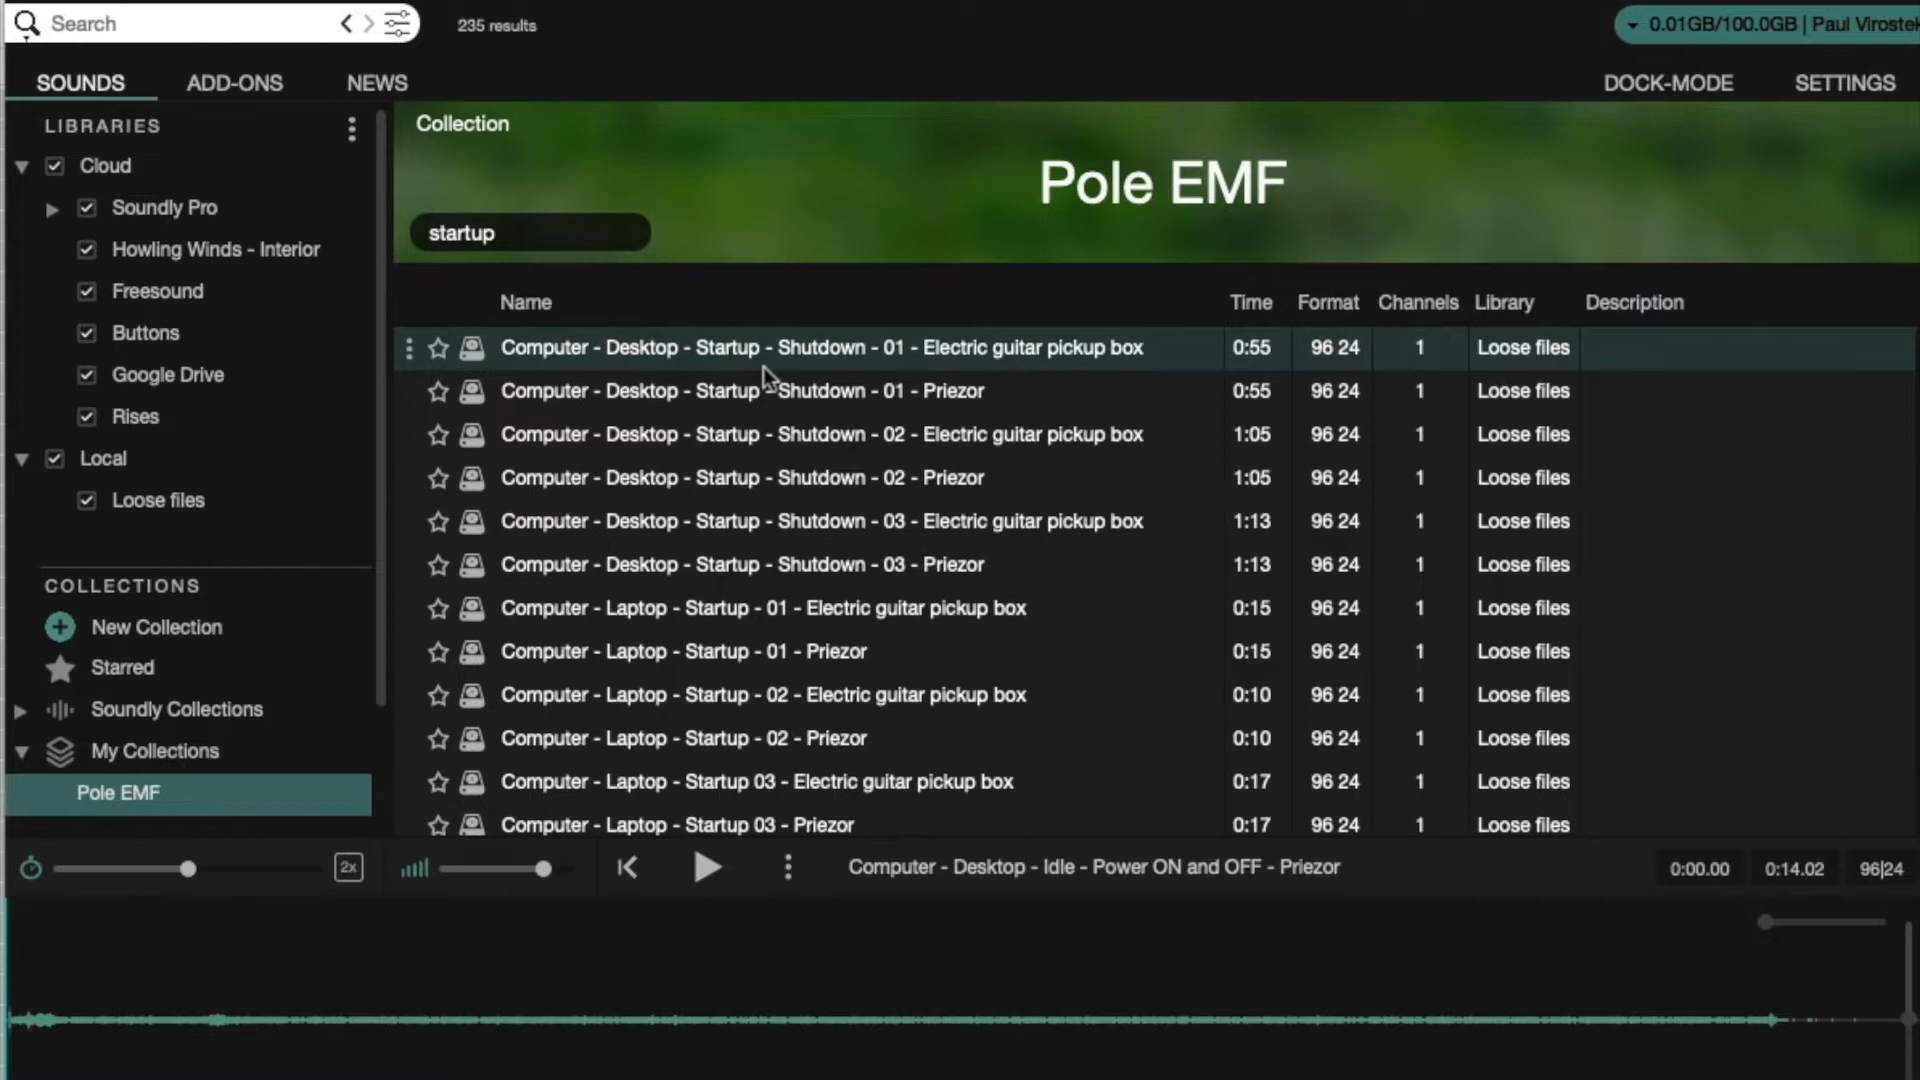 Search
235 results
0.01GB/100.0GB | Paul Virostek
SOUNDS ADD-ONS NEWS DOCK-MODE SETTINGS
LIBRARIES
Cloud
Soundly Pro
Howling Winds - Interior
Freesound
Buttons
Google Drive
Rises
Local
Loose files
COLLECTIONS
New Collection
Starred
Soundly Collections
My Collections
Pole EMF
Collection
Pole EMF
startup
Name Time Format Channels Library Description
Computer - Desktop - Startup - Shutdown - 01 - Electric guitar pickup box 0:55 96 24 1 Loose files
Computer - Desktop - Startup - Shutdown - 01 - Priezor 0:55 96 24 1 Loose files
Computer - Desktop - Startup - Shutdown - 02 - Electric guitar pickup box 1:05 96 24 1 Loose files
Computer - Desktop - Startup - Shutdown - 02 - Priezor 1:05 96 24 1 Loose files
Computer - Desktop - Startup - Shutdown - 03 - Electric guitar pickup box 1:13 96 24 1 Loose files
Computer - Desktop - Startup - Shutdown - 03 - Priezor 1:13 96 24 1 Loose files
Computer - Laptop - Startup - 01 - Electric guitar pickup box 0:15 96 24 1 Loose files
Computer - Laptop - Startup - 01 - Priezor 0:15 96 24 1 Loose files
Computer - Laptop - Startup - 02 - Electric guitar pickup box 0:10 96 24 1 Loose files
Computer - Laptop - Startup - 02 - Priezor 0:10 96 24 1 Loose files
Computer - Laptop - Startup 03 - Electric guitar pickup box 0:17 96 24 1 Loose files
Computer - Laptop - Startup 03 - Priezor 0:17 96 24 1 Loose files
2x
Computer - Desktop - Idle - Power ON and OFF - Priezor 0:00.00 0:14.02 96|24